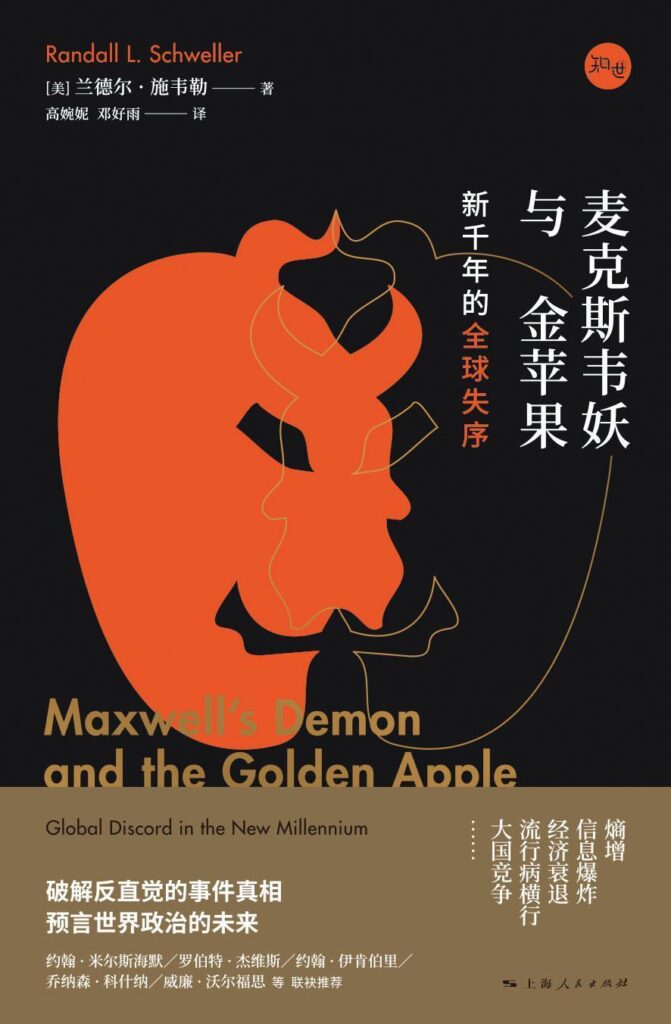 Randall L. Schweller
[美] 兰德尔·施韦勒——著
高婉妮 邓好雨——译
知世
麦克斯韦妖
与 金苹果
新千年的全球失序
Maxwell's Demon
and the Golden Apple
Global Discord in the New Millennium
熵增
信息爆炸
经济衰退
流行病横行
大国竞争
……
破解反直觉的事件真相
预言世界政治的未来
约翰·米尔斯海默／罗伯特·杰维斯／约翰·伊肯伯里／
乔纳森·科什纳／威廉·沃尔福思 等 联袂推荐
上海人民出版社